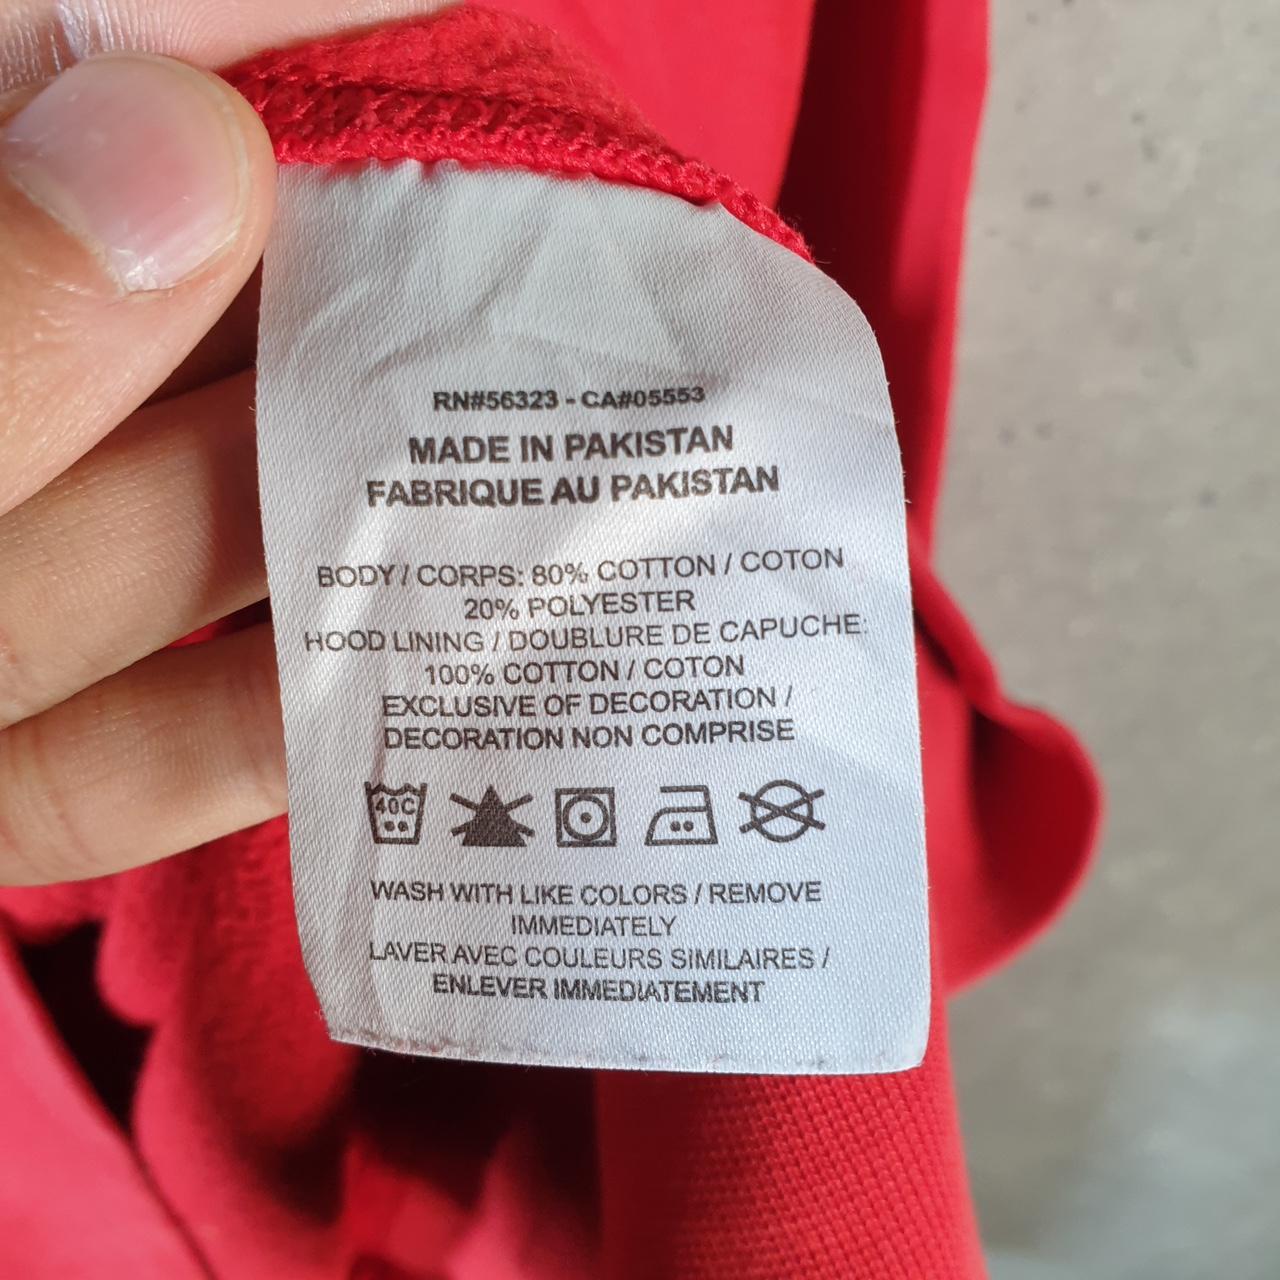 RN#56323 - CA#05553
MADE IN PAKISTAN
FABRIQUE AU PAKISTAN
BODY / CORPS: 80% COTTON / COTON
20% POLYESTER
HOOD LINING / DOUBLURE DE CAPUCHE:
100% COTTON / COTON
EXCLUSIVE OF DECORATION /
DECORATION NON COMPRISE
40C
WASH WITH LIKE COLORS / REMOVE
IMMEDIATELY
LAVER AVEC COULEURS SIMILAIRES /
ENLEVER IMMEDIATEMENT